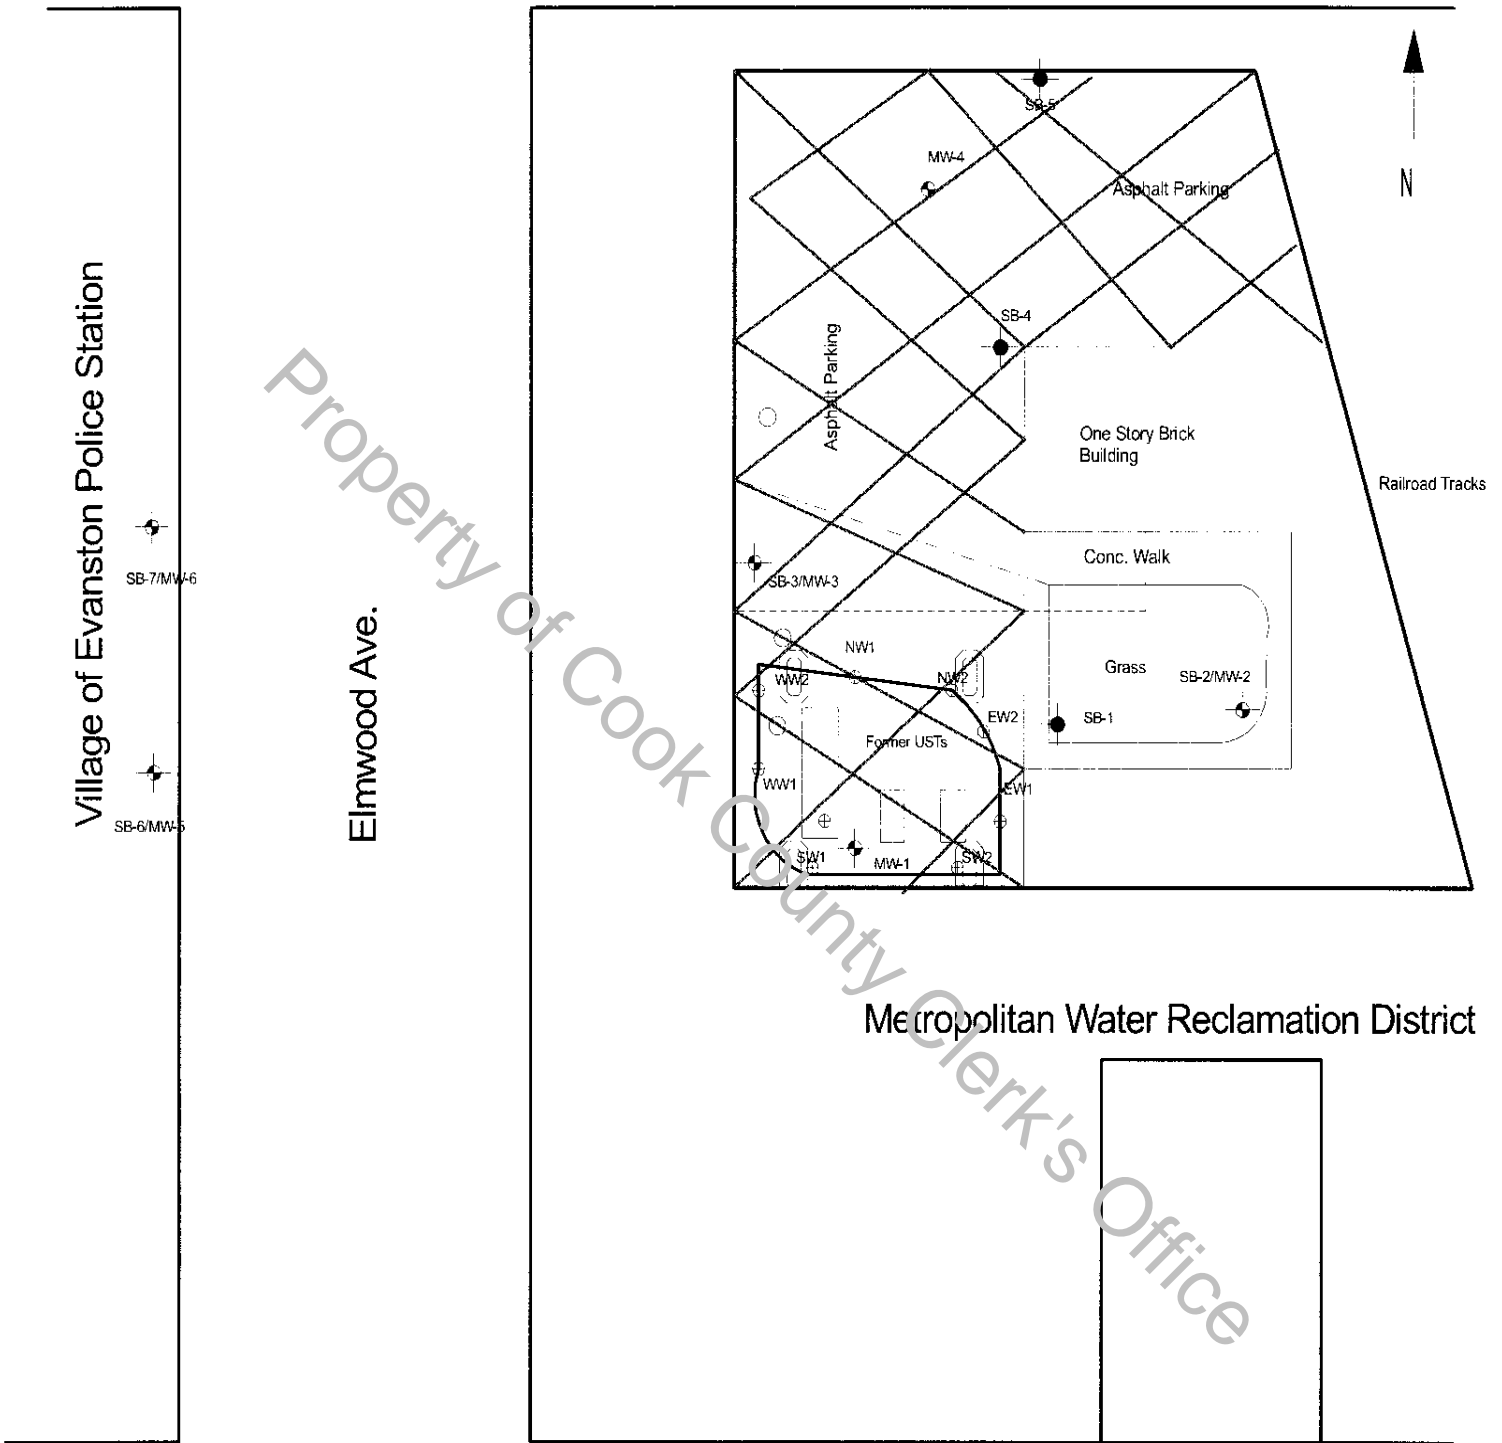 SB-5
MW-4
Asphalt Parking
N
SB-4
Asphalt Parking
One Story Brick
Building
Railroad Tracks
Village of Evanston Police Station
SB-7/MW-6
Conc. Walk
SB-3/MW-3
Elmwood Ave.
NW1
WW2
NW2
Grass
SB-2/MW-2
EW2
SB-1
Former USTs
WW1
EW1
SB-6/MW-5
SW1
MW-1
SW2
Metropolitan Water Reclamation District
Property of Cook County Clerk's Office